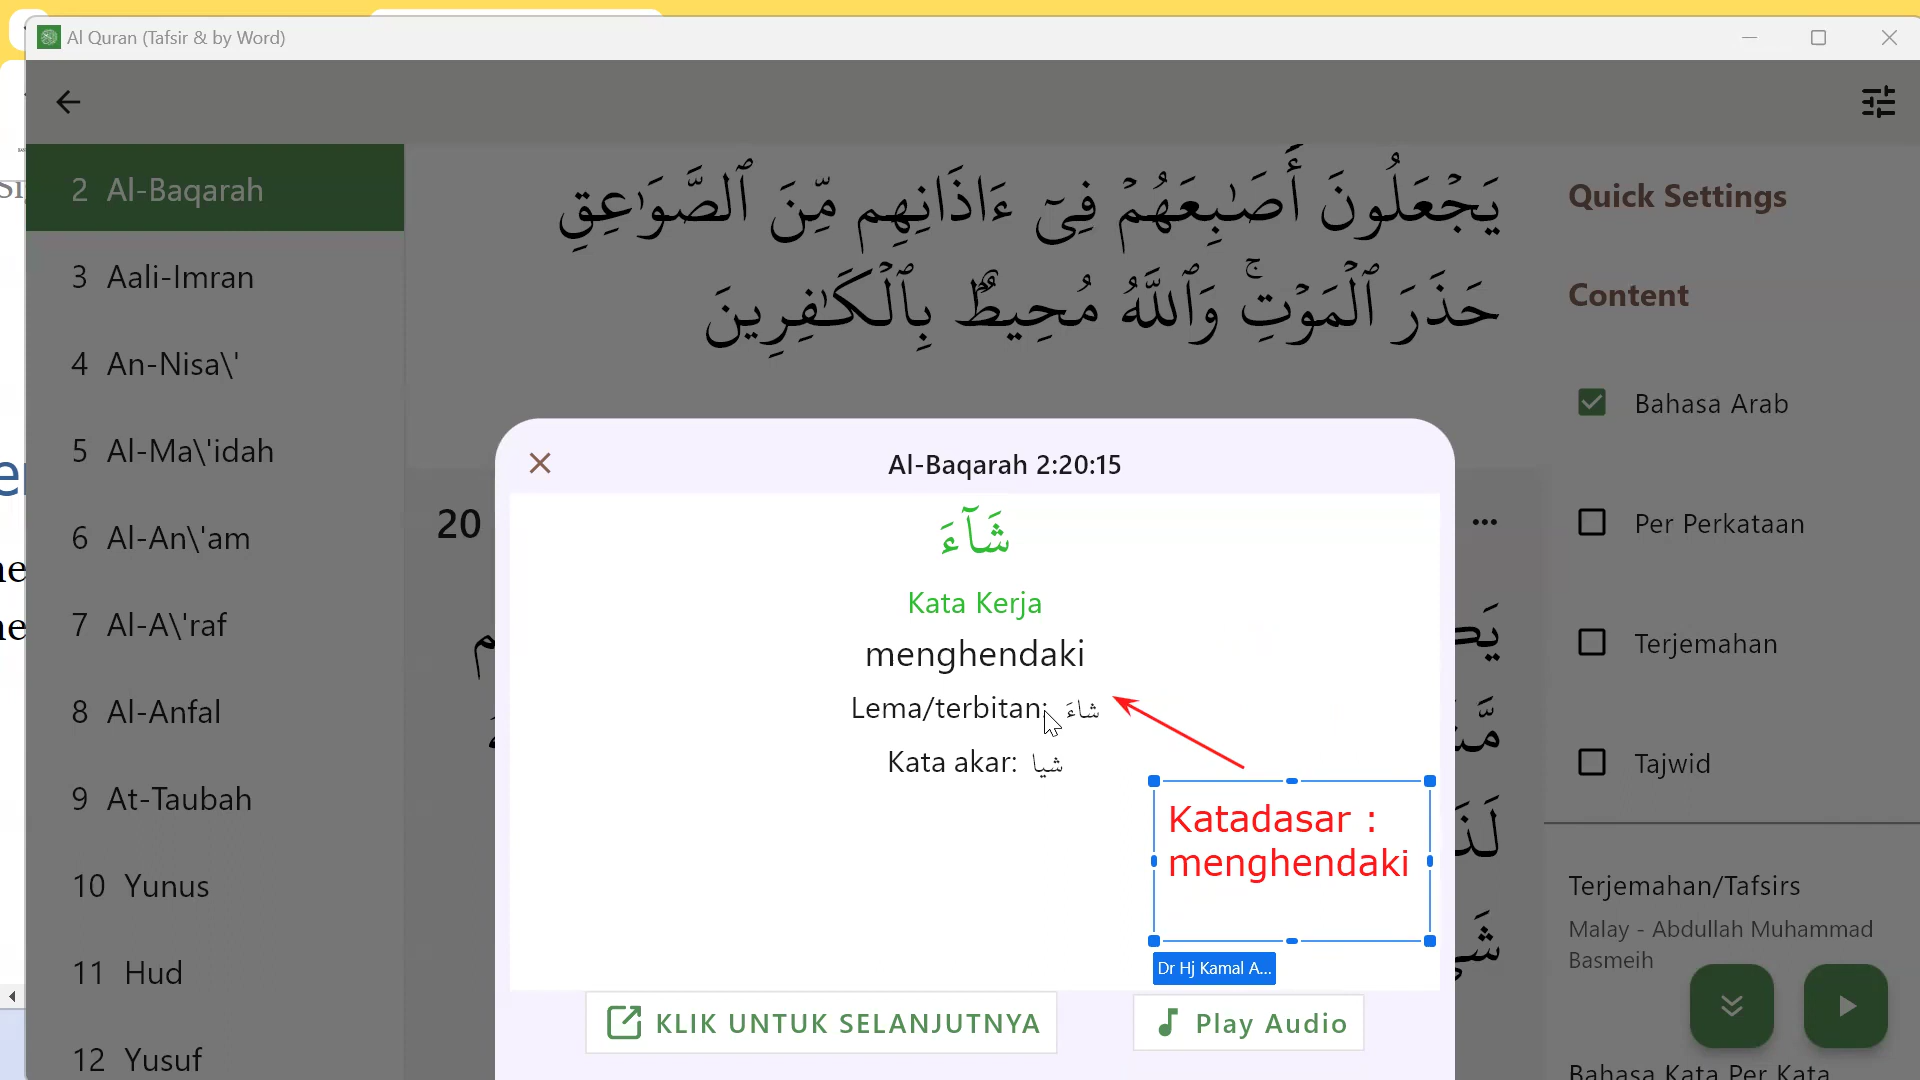 Al Quran (Tafsir & by Word)
2 Al-Baqarah
3 Aali-Imran
4 An-Nisa\'
5 Al-Ma\'idah
6 Al-An\'am
7 Al-A\'raf
8 Al-Anfal
9 At-Taubah
10 Yunus
11 Hud
12 Yusuf
يَجْعَلُونَ أَصَٰبِعَهُمْ فِىٓ ءَاذَانِهِم مِّنَ ٱلصَّوَٰعِقِ
حَذَرَ ٱلْمَوْتِ ۚ وَٱللَّهُ مُحِيطٌۢ بِٱلْكَٰفِرِينَ
20
Al-Baqarah 2:20:15
شَآءَ
Kata Kerja
menghendaki
Lema/terbitan: شاءَ
Kata akar: شيا
Katadasar :
menghendaki
Dr Hj Kamal A...
KLIK UNTUK SELANJUTNYA
Play Audio
Quick Settings
Content
Bahasa Arab
Per Perkataan
Terjemahan
Tajwid
Terjemahan/Tafsirs
Malay - Abdullah Muhammad
Basmeih
Bahasa Kata Per Kata